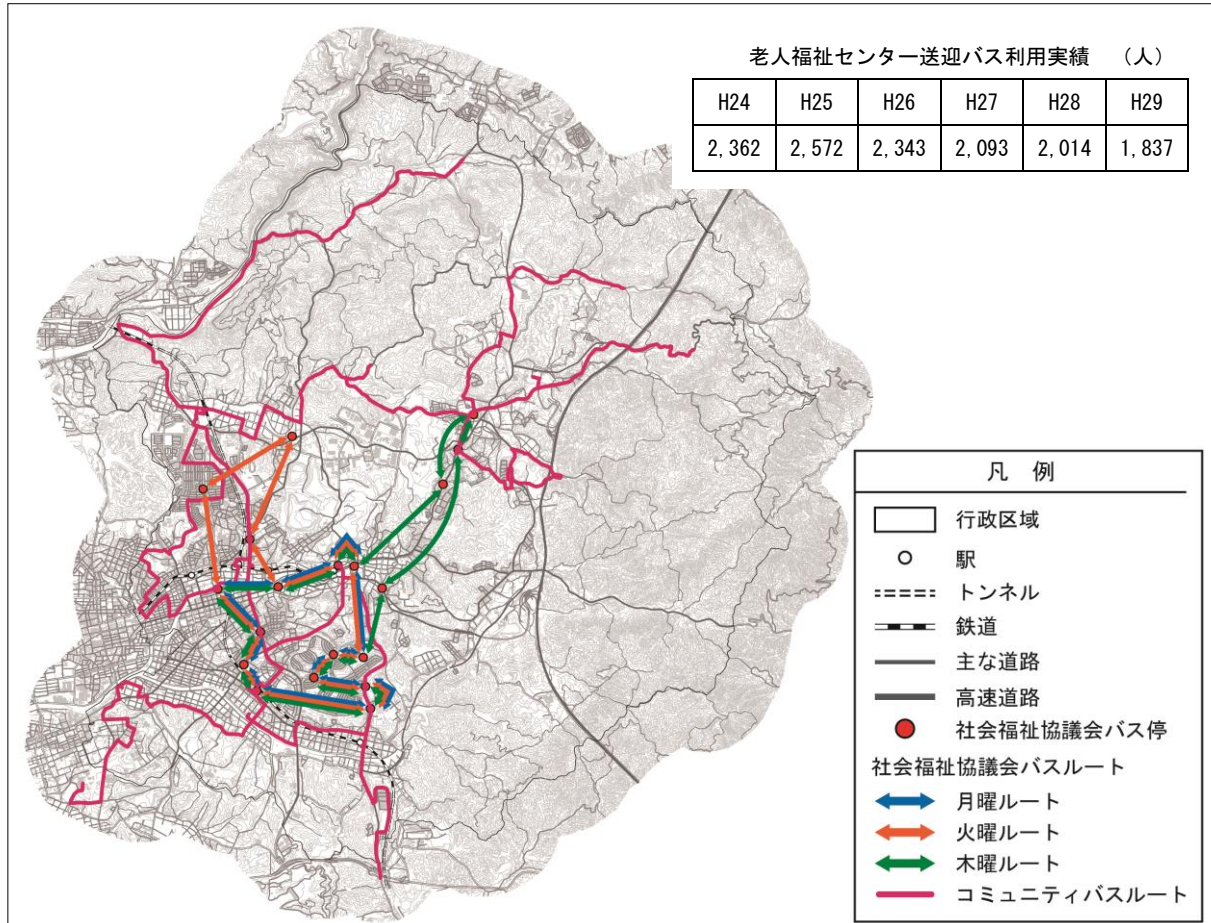 老人福祉センター送迎バス利用実績 （人）
H24 H25 H26 H27 H28 H29
2,362 2,572 2,343 2,093 2,014 1,837
凡 例
行政区域
駅
トンネル
鉄道
主な道路
高速道路
社会福祉協議会バス停
社会福祉協議会バスルート
月曜ルート
火曜ルート
木曜ルート
コミュニティバスルート